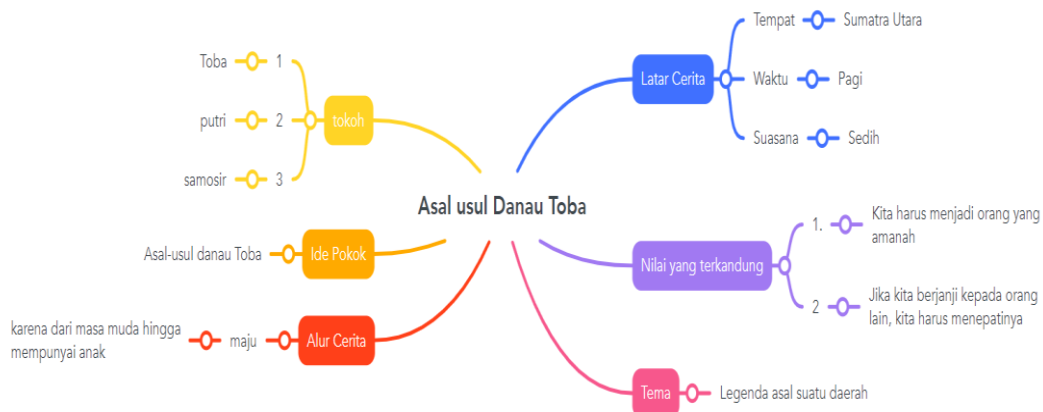 Asal usul Danau Toba
tokoh
1
Toba
2
putri
3
samosir
Ide Pokok
Asal-usul danau Toba
Alur Cerita
maju
karena dari masa muda hingga
mempunyai anak
Latar Cerita
Tempat
Sumatra Utara
Waktu
Pagi
Suasana
Sedih
Nilai yang terkandung
1.
Kita harus menjadi orang yang
amanah
2
Jika kita berjanji kepada orang
lain, kita harus menepatinya
Tema
Legenda asal suatu daerah